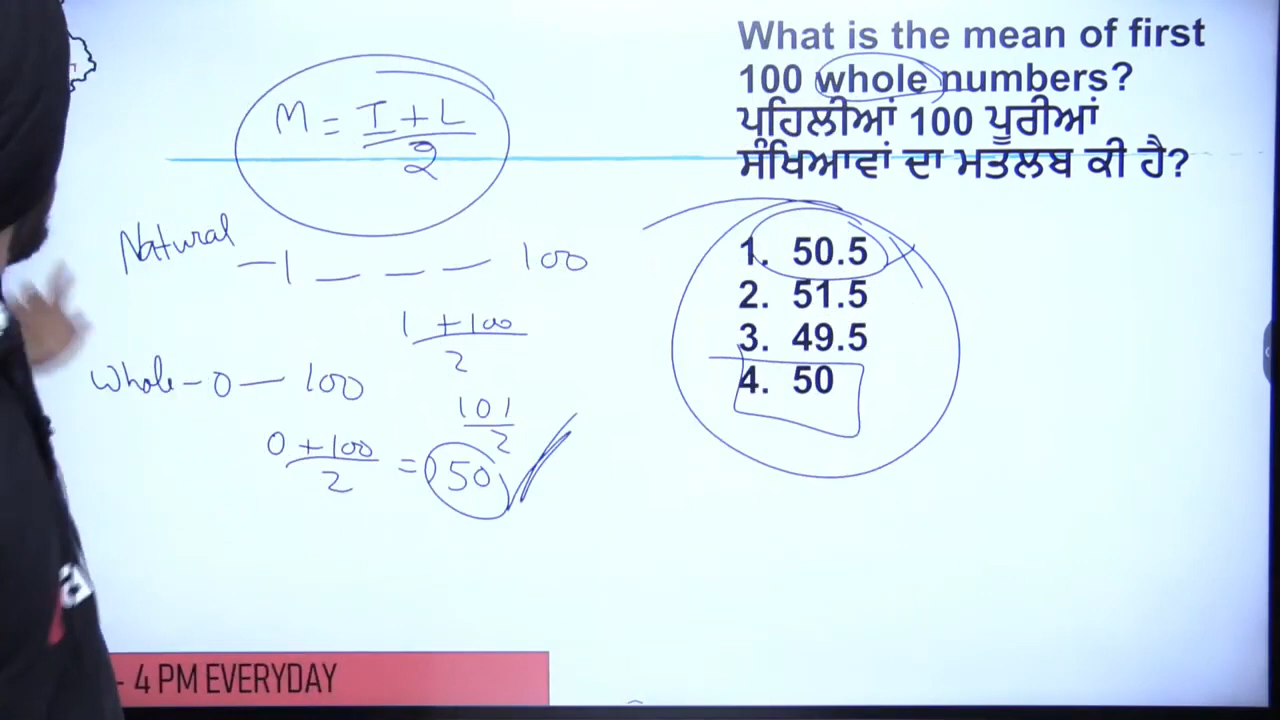 What is the mean of first
100 whole numbers?
ਪਹਿਲੀਆਂ 100 ਪੂਰੀਆਂ
ਸੰਖਿਆਵਾਂ ਦਾ ਮਤਲਬ ਕੀ ਹੈ?
1. 50.5
2. 51.5
3. 49.5
4. 50
M = I + L
2
Natural - 1 _ _ _ 100
1 + 100
2
101
2
Whole - 0 - 100
0 + 100
2
= 50
- 4 PM EVERYDAY